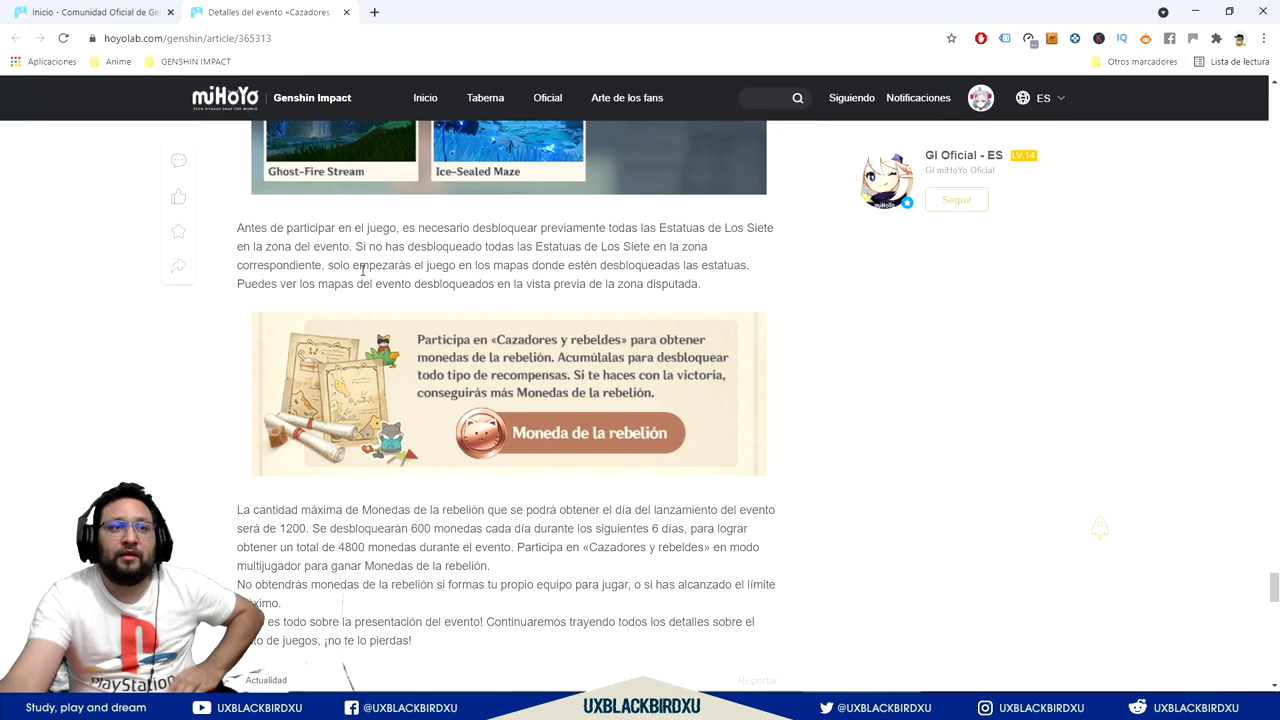 Inicio - Comunidad Oficial de Ge
Detalles del evento «Cazadores
hoyolab.com/genshin/article/365313
Aplicaciones
Anime
GENSHIN IMPACT
Otros marcadores
Lista de lectura
miHoYo
TECH OTAKUS SAVE THE WORLD
Genshin Impact
Inicio
Taberna
Oficial
Arte de los fans
Siguiendo
Notificaciones
ES
Ghost-Fire Stream
Ice-Sealed Maze
GI Oficial - ES
LV.14
GI miHoYo Oficial
Seguir
Antes de participar en el juego, es necesario desbloquear previamente todas las Estatuas de Los Siete
en la zona del evento. Si no has desbloqueado todas las Estatuas de Los Siete en la zona
correspondiente, solo empezarás el juego en los mapas donde estén desbloqueadas las estatuas.
Puedes ver los mapas del evento desbloqueados en la vista previa de la zona disputada.
Participa en «Cazadores y rebeldes» para obtener
monedas de la rebelión. Acumúlalas para desbloquear
todo tipo de recompensas. Si te haces con la victoria,
conseguirás más Monedas de la rebelión.
Moneda de la rebelión
La cantidad máxima de Monedas de la rebelión que se podrá obtener el día del lanzamiento del evento
será de 1200. Se desbloquearán 600 monedas cada día durante los siguientes 6 días, para lograr
obtener un total de 4800 monedas durante el evento. Participa en «Cazadores y rebeldes» en modo
multijugador para ganar Monedas de la rebelión.
No obtendrás monedas de la rebelión si formas tu propio equipo para jugar, o si has alcanzado el límite
es todo sobre la presentación del evento! Continuaremos trayendo todos los detalles sobre el
de juegos, ¡no te lo pierdas!
Actualidad
Reportar
PlayStation
Study, play and dream
UXBLACKBIRDXU
@UXBLACKBIRDXU
UXBLACKBIRDXU
@UXBLACKBIRDXU
UXBLACKBIRDXU
UXBLACKBIRDXU